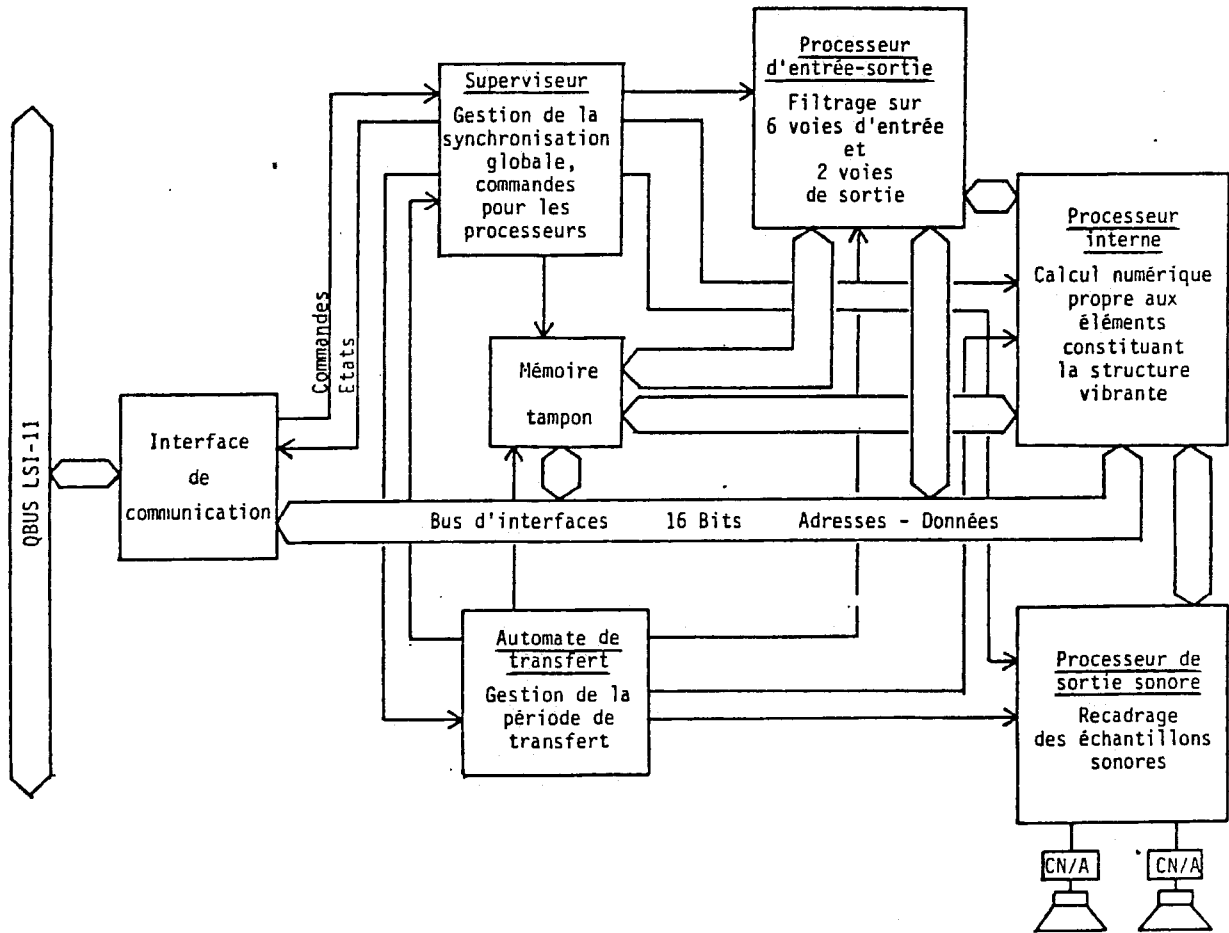 QBUS LSI-11
Interface
de
communication
Commandes
Etats
Superviseur
Gestion de la
synchronisation
globale,
commandes
pour les
processeurs
Mémoire
tampon
Processeur
d'entrée-sortie
Filtrage sur
6 voies d'entrée
et
2 voies
de sortie
Processeur
interne
Calcul numérique
propre aux
éléments
constituant
la structure
vibrante
Bus d'interfaces 16 Bits Adresses - Données
Automate de
transfert
Gestion de la
période de
transfert
Processeur de
sortie sonore
Recadrage
des échantillons
sonores
CN/A
CN/A